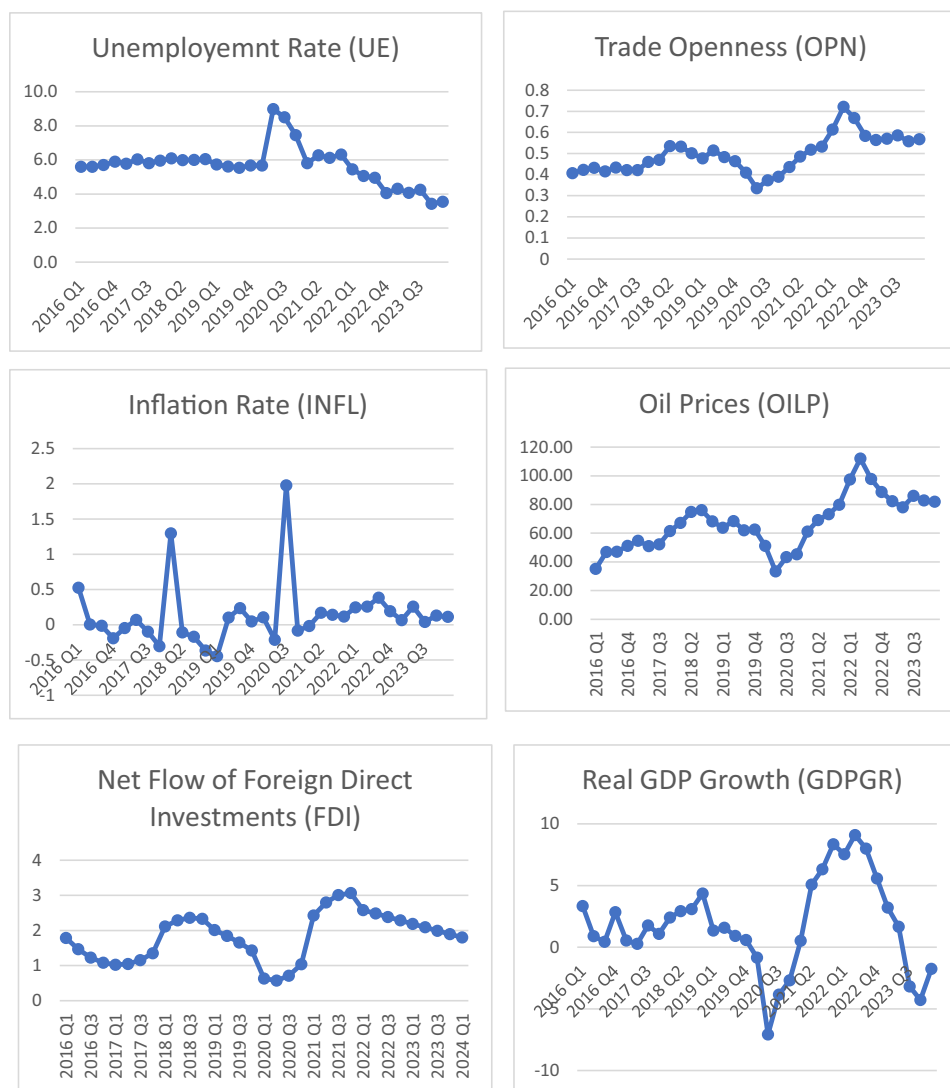 Unemployemnt Rate (UE)
10.0
8.0
6.0
4.0
2.0
0.0
2016 Q1
2016 Q4
2017 Q3
2018 Q2
2019 Q1
2019 Q4
2020 Q3
2021 Q2
2022 Q1
2022 Q4
2023 Q3
Trade Openness (OPN)
0.8
0.7
0.6
0.5
0.4
0.3
0.2
0.1
0
2016 Q1
2016 Q4
2017 Q3
2018 Q2
2019 Q1
2019 Q4
2020 Q3
2021 Q2
2022 Q1
2022 Q4
2023 Q3
Inflation Rate (INFL)
2.5
2
1.5
1
0.5
0
-0.5
-1
2016 Q1
2016 Q4
2017 Q3
2018 Q2
2019 Q1
2019 Q4
2020 Q3
2021 Q2
2022 Q1
2022 Q4
2023 Q3
Oil Prices (OILP)
120.00
100.00
80.00
60.00
40.00
20.00
0.00
2016 Q1
2016 Q4
2017 Q3
2018 Q2
2019 Q1
2019 Q4
2020 Q3
2021 Q2
2022 Q1
2022 Q4
2023 Q3
Net Flow of Foreign Direct
Investments (FDI)
4
3
2
1
0
2016 Q1
2016 Q3
2017 Q1
2017 Q3
2018 Q1
2018 Q3
2019 Q1
2019 Q3
2020 Q1
2020 Q3
2021 Q1
2021 Q3
2022 Q1
2022 Q3
2023 Q1
2023 Q3
2024 Q1
Real GDP Growth (GDPGR)
10
5
0
-5
-10
2016 Q1
2016 Q4
2017 Q3
2018 Q2
2019 Q1
2019 Q4
2020 Q3
2021 Q2
2022 Q1
2022 Q4
2023 Q3